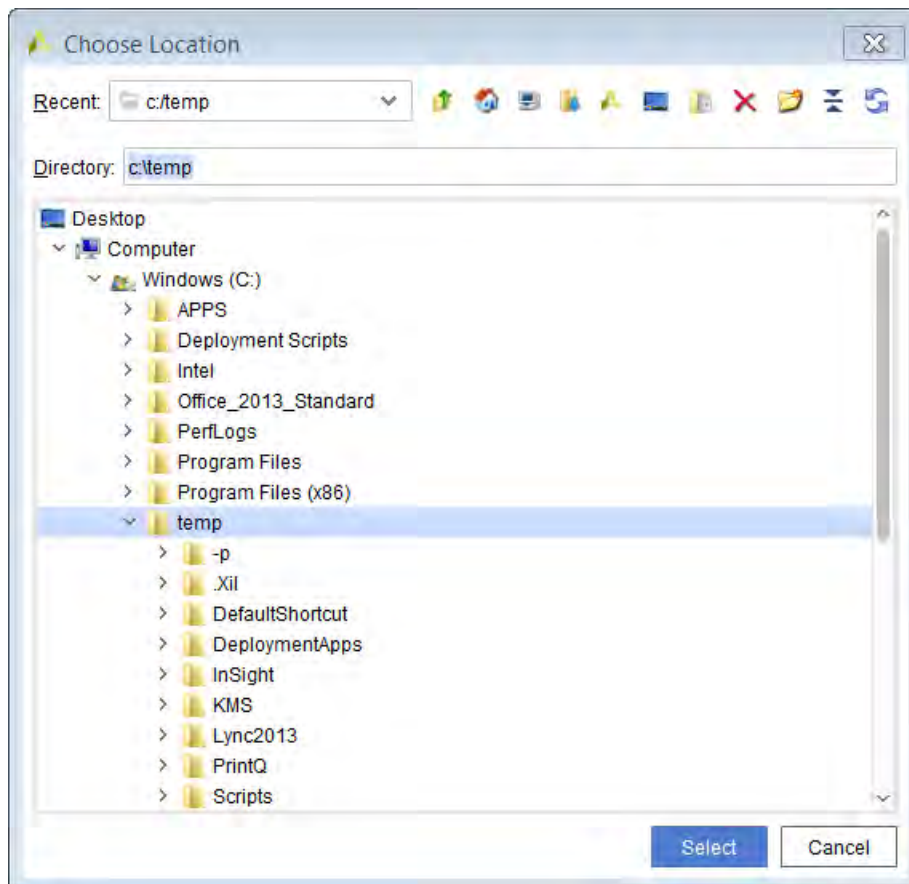 Choose Location
Recent: c:/temp
Directory: c:\temp
Desktop
Computer
Windows (C:)
APPS
Deployment Scripts
Intel
Office_2013_Standard
PerfLogs
Program Files
Program Files (x86)
temp
-p
.Xil
DefaultShortcut
DeploymentApps
InSight
KMS
Lync2013
PrintQ
Scripts
Select Cancel